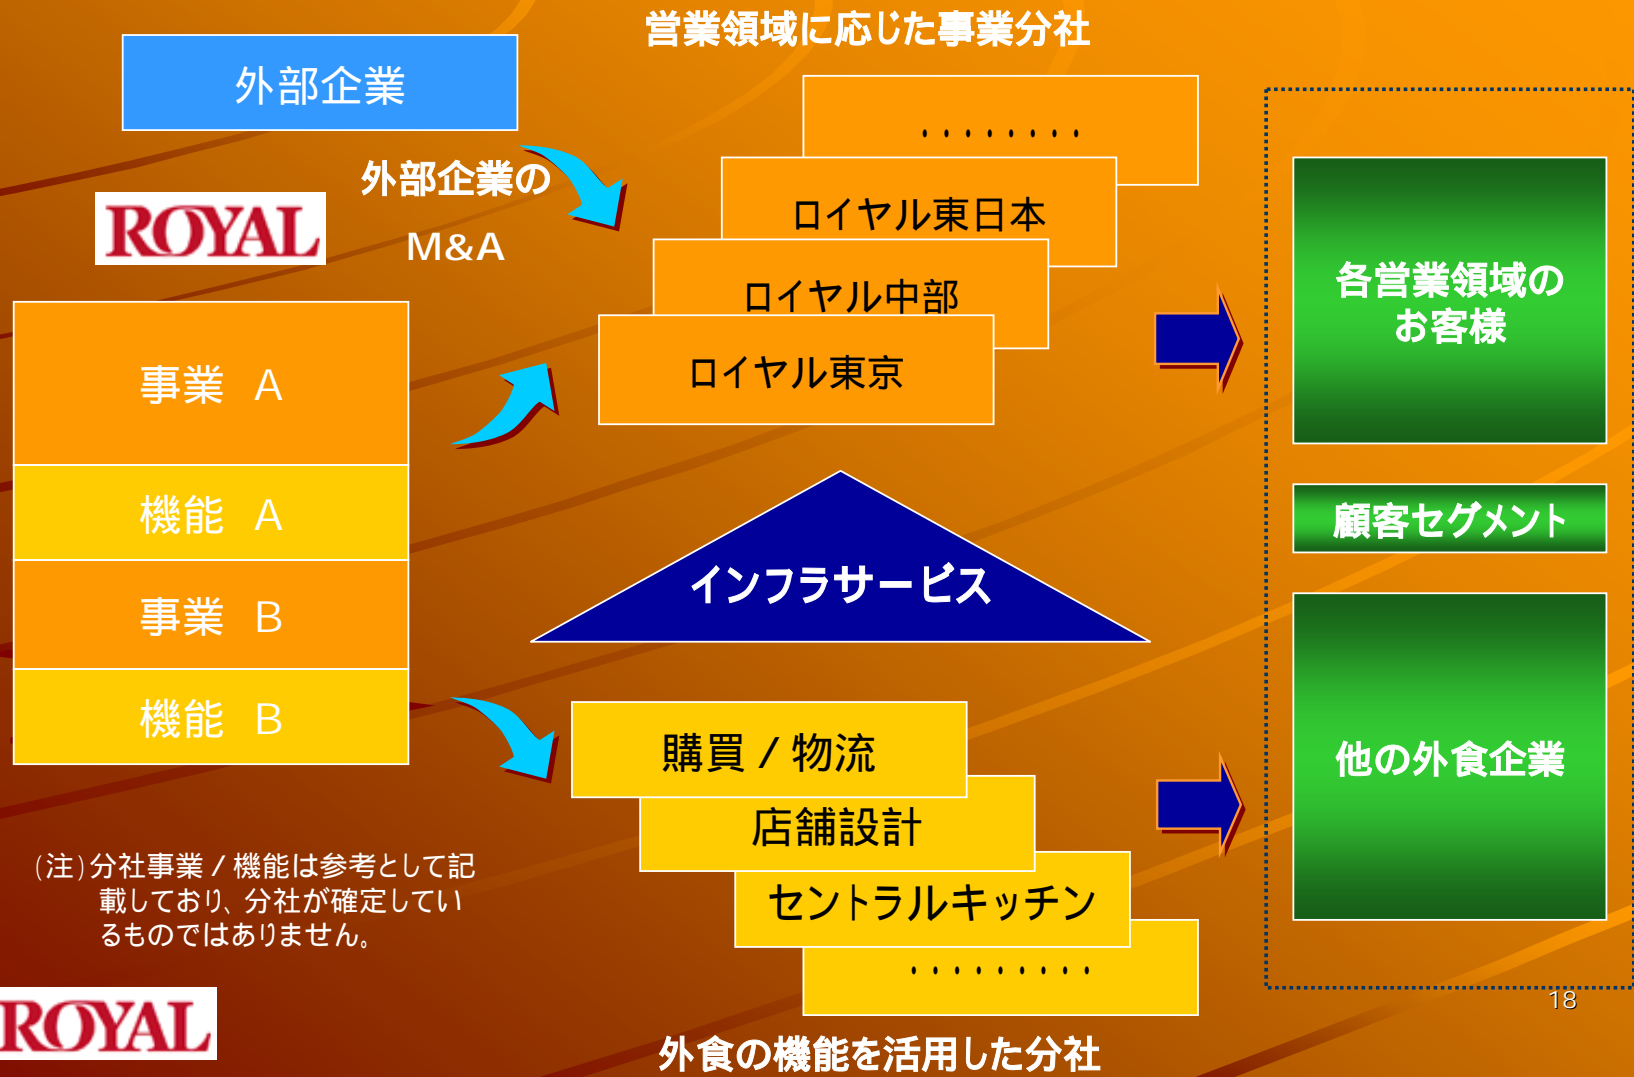 営業領域に応じた事業分社
外部企業
外部企業の
M&A
ROYAL
事業 A
機能 A
事業 B
機能 B
・・・・・・・・
ロイヤル東日本
ロイヤル中部
ロイヤル東京
インフラサービス
購買/物流
店舗設計
セントラルキッチン
・・・・・・・・・
外食の機能を活用した分社
各営業領域の
お客様
顧客セグメント
他の外食企業
(注)分社事業/機能は参考として記
載しており、分社が確定してい
るものではありません。
ROYAL
18